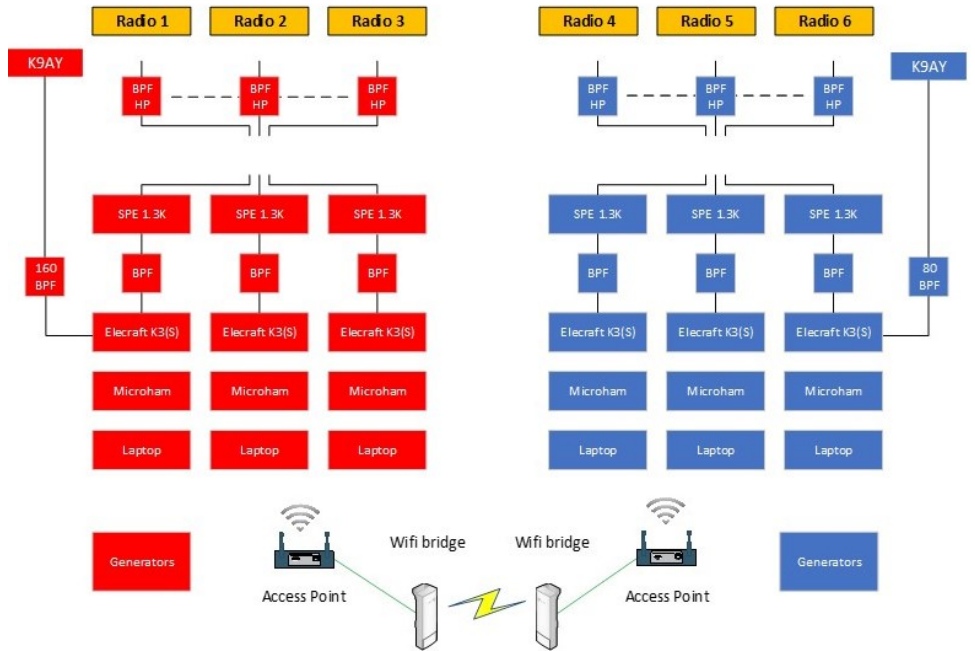 Radio 1
Radio 2
Radio 3
Radio 4
Radio 5
Radio 6
K9AY
K9AY
BPF
HP
BPF
HP
BPF
HP
BPF
HP
BPF
HP
BPF
HP
SPE 1.3K
SPE 1.3K
SPE 1.3K
SPE 1.3K
SPE 1.3K
SPE 1.3K
160
BPF
BPF
BPF
BPF
BPF
BPF
BPF
80
BPF
Elecraft K3(S)
Elecraft K3(S)
Elecraft K3(S)
Elecraft K3(S)
Elecraft K3(S)
Elecraft K3(S)
Microham
Microham
Microham
Microham
Microham
Microham
Laptop
Laptop
Laptop
Laptop
Laptop
Laptop
Generators
Access Point
Wifi bridge
Wifi bridge
Access Point
Generators